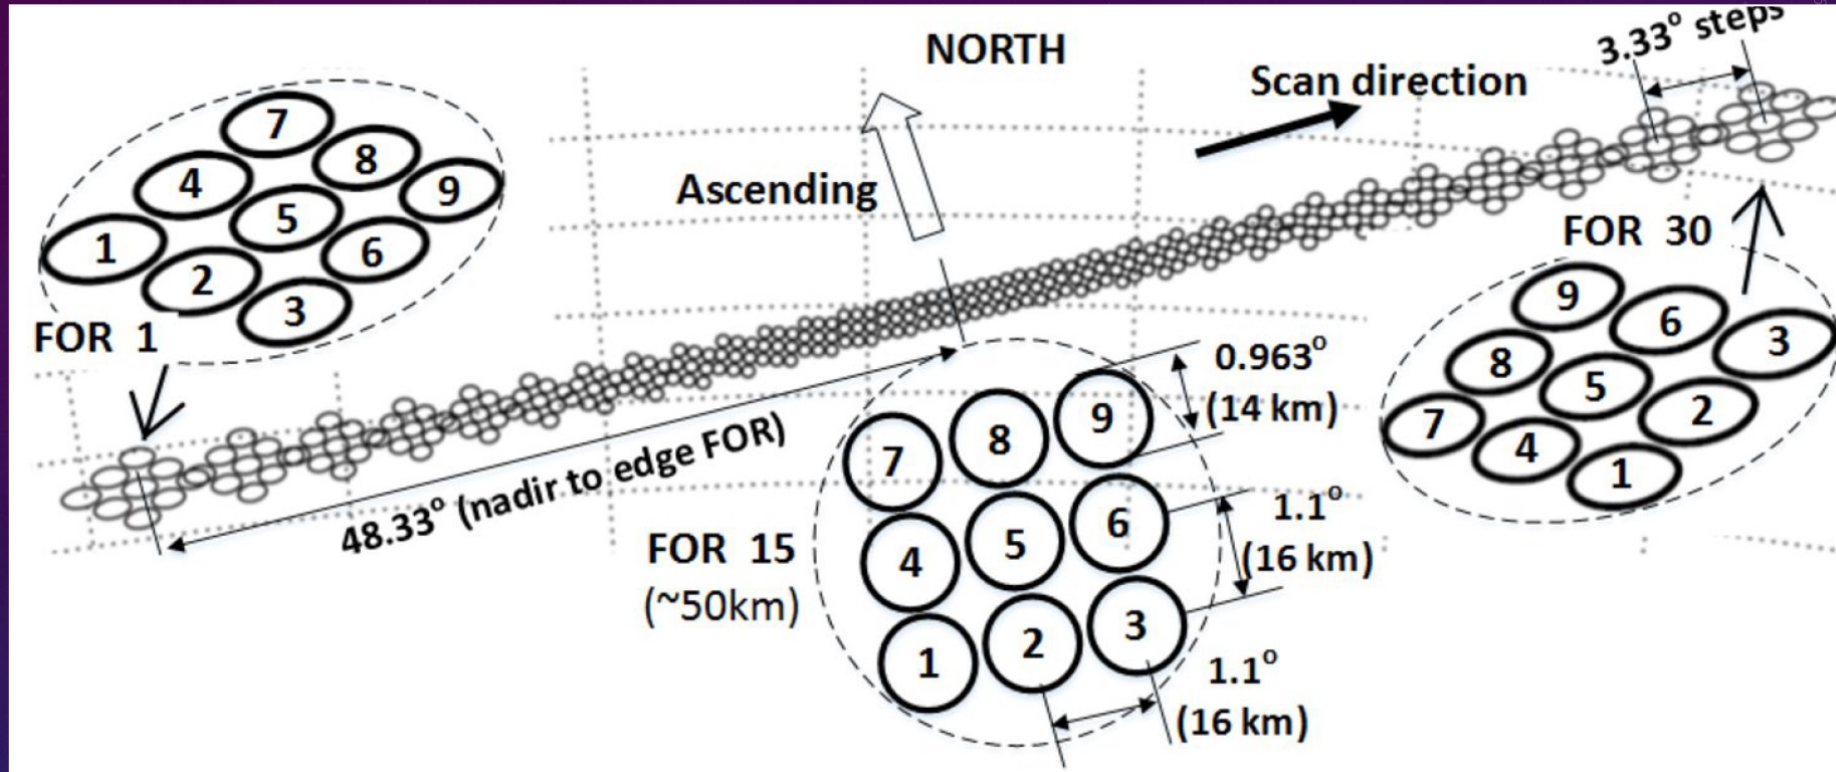 NORTH
3.33° steps
Scan direction
Ascending
7
8
4
9
5
1
6
2
3
FOR 1
FOR 30
9
6
3
8
5
2
7
4
1
48.33° (nadir to edge FOR)
0.963°
(14 km)
9
8
7
6
5
4
3
2
1
1.1°
(16 km)
FOR 15
(~50km)
1.1°
(16 km)